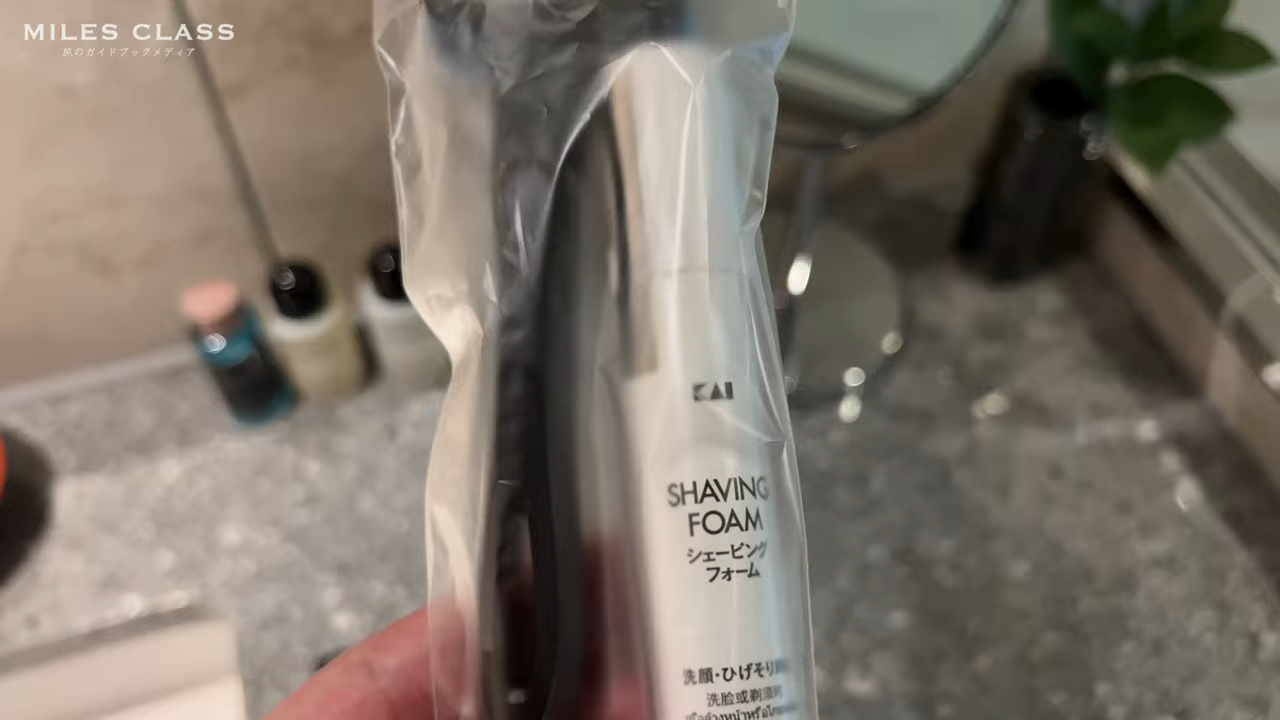 MILES CLASS
旅のガイドブックメディア
KAI
SHAVING
FOAM
シェービング
フォーム
洗顔・ひげそり
洗脸或剃须